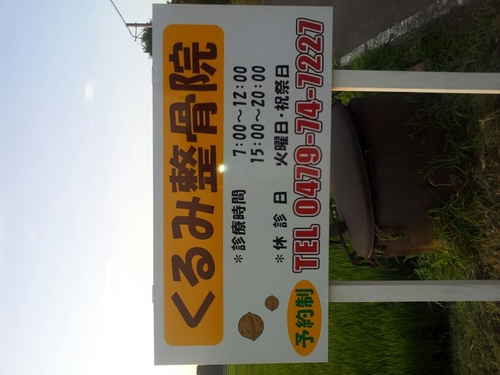 くるみ整骨院
*診療時間 7:00〜12:00
15:00〜20:00
*休診日 火曜日・祝祭日
予約制 TEL 0479-74-7227